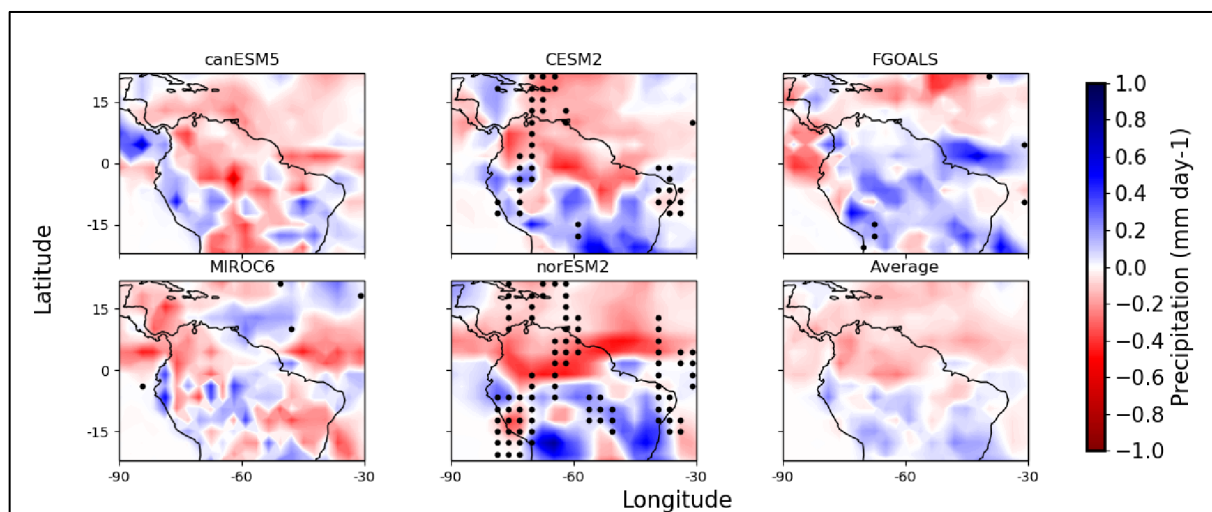 canESM5
CESM2
FGOALS
15
0
-15
MIROC6
norESM2
Average
15
0
-15
-90
-60
-30
-90
-60
-30
-90
-60
-30
Latitude
Longitude
1.0
0.8
0.6
0.4
0.2
0.0
−0.2
−0.4
−0.6
−0.8
−1.0
Precipitation (mm day-1)